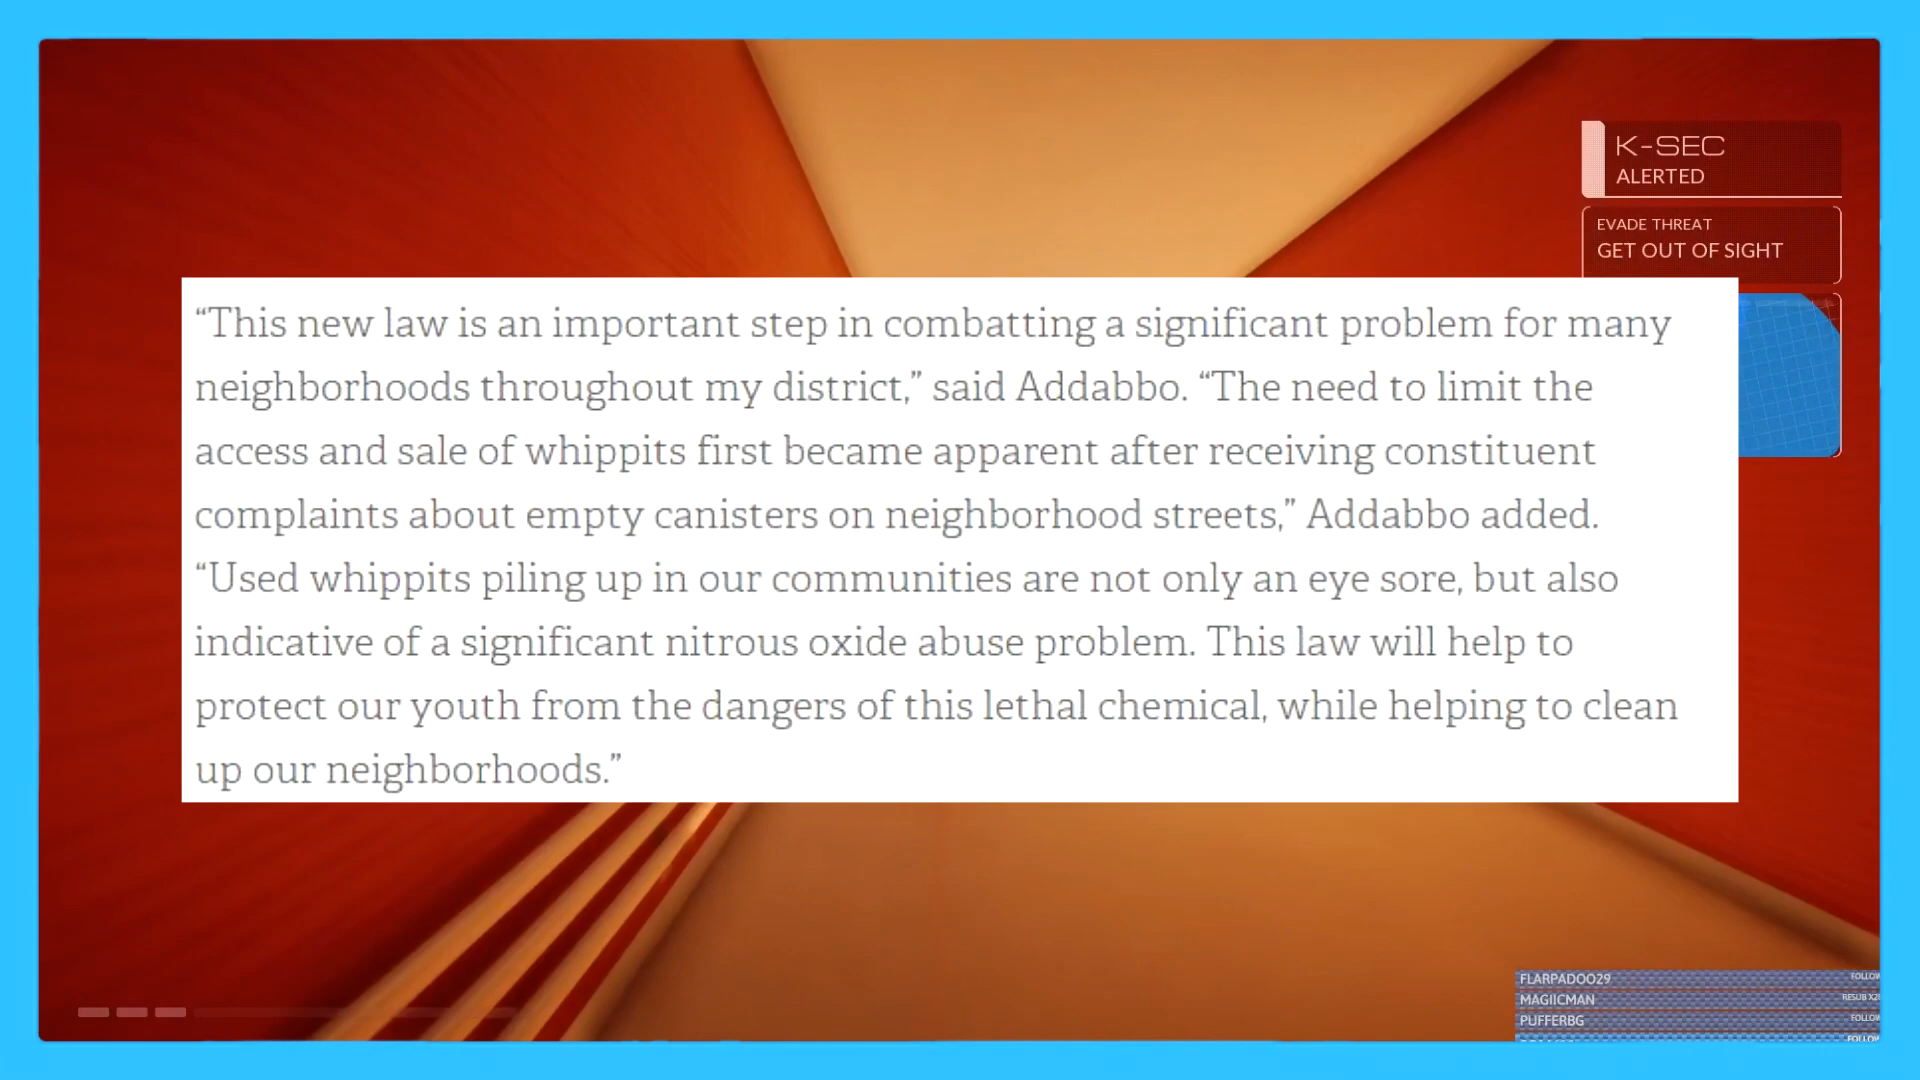 K-SEC
ALERTED
EVADE THREAT
GET OUT OF SIGHT
“This new law is an important step in combatting a significant problem for many
neighborhoods throughout my district,” said Addabbo. “The need to limit the
access and sale of whippits first became apparent after receiving constituent
complaints about empty canisters on neighborhood streets,” Addabbo added.
“Used whippits piling up in our communities are not only an eye sore, but also
indicative of a significant nitrous oxide abuse problem. This law will help to
protect our youth from the dangers of this lethal chemical, while helping to clean
up our neighborhoods.”
FLARPADOO29 FOLLOW
MAGIICMAN RESUB X2
PUFFERBG FOLLOW
FOLLOW